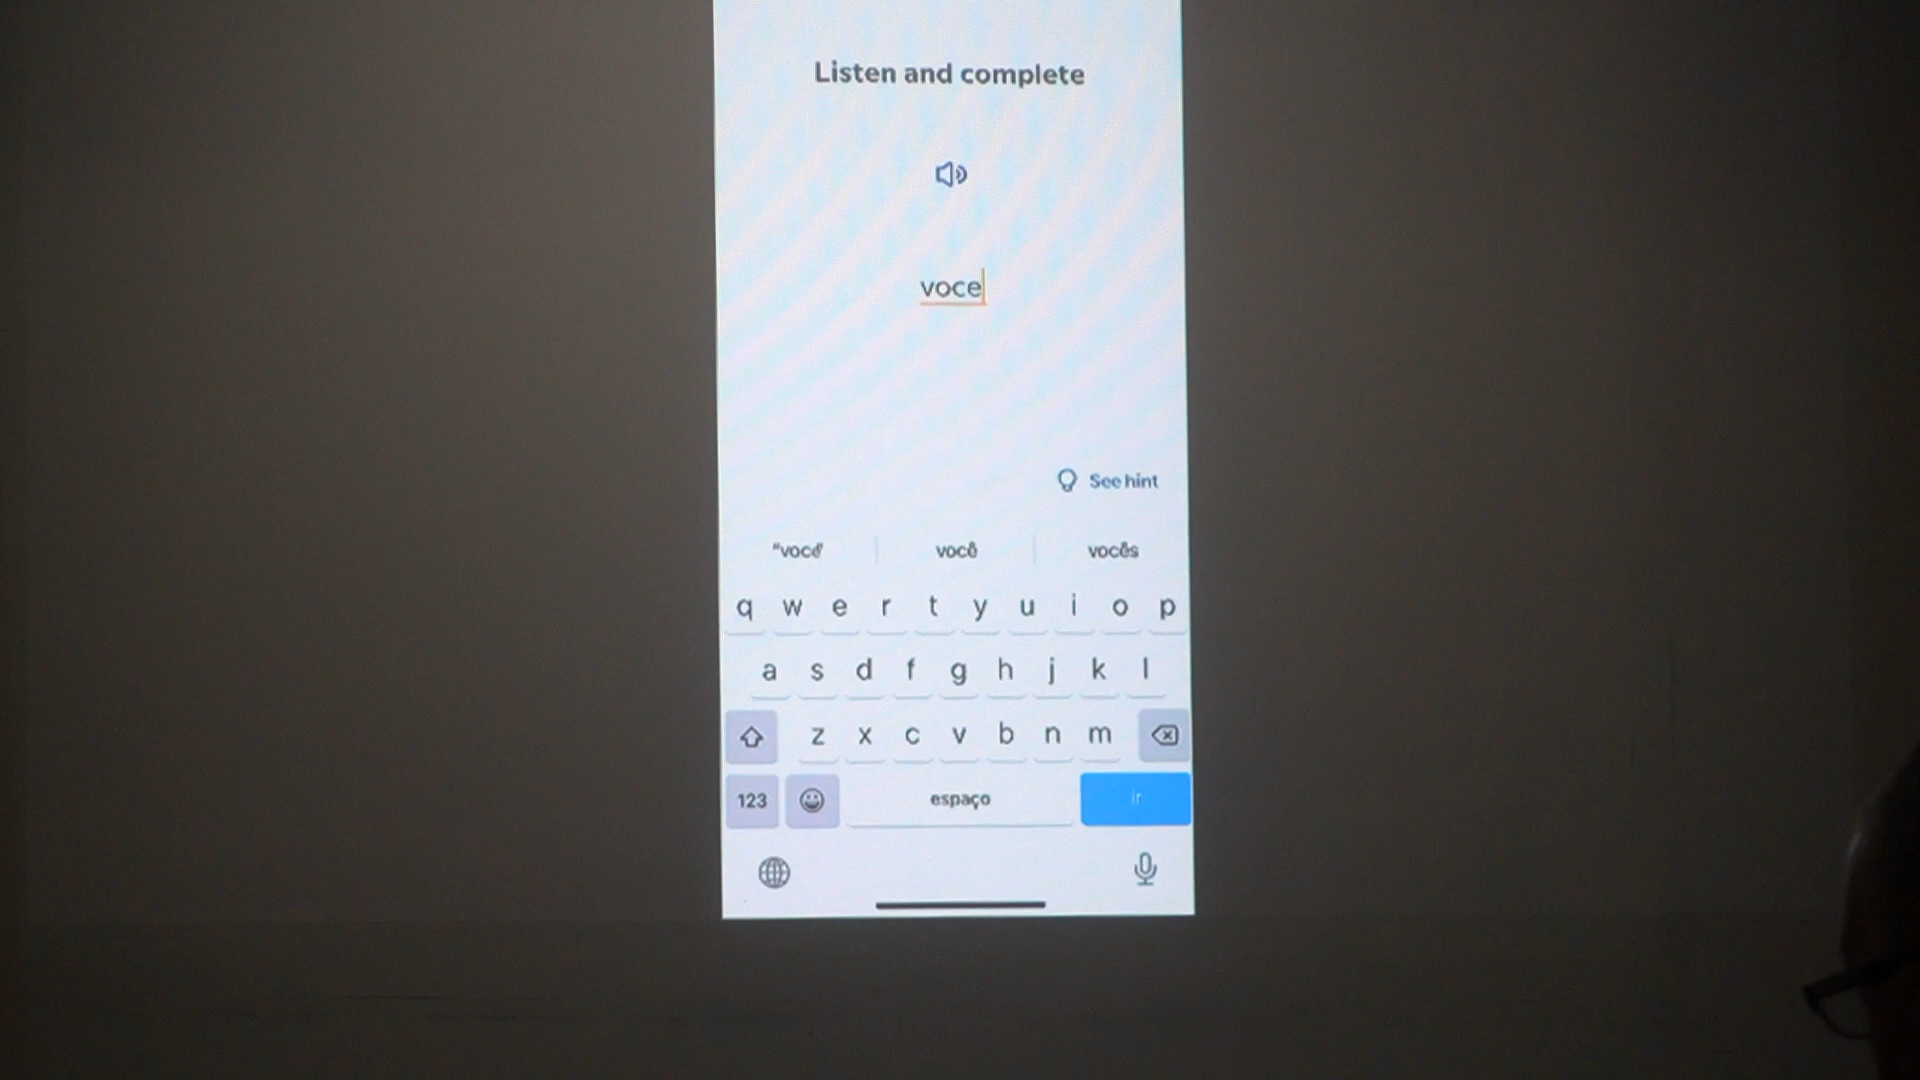 Listen and complete
voce
See hint
"voce" você vocês
q w e r t y u i o p
a s d f g h j k l
z x c v b n m
123 espaço ir